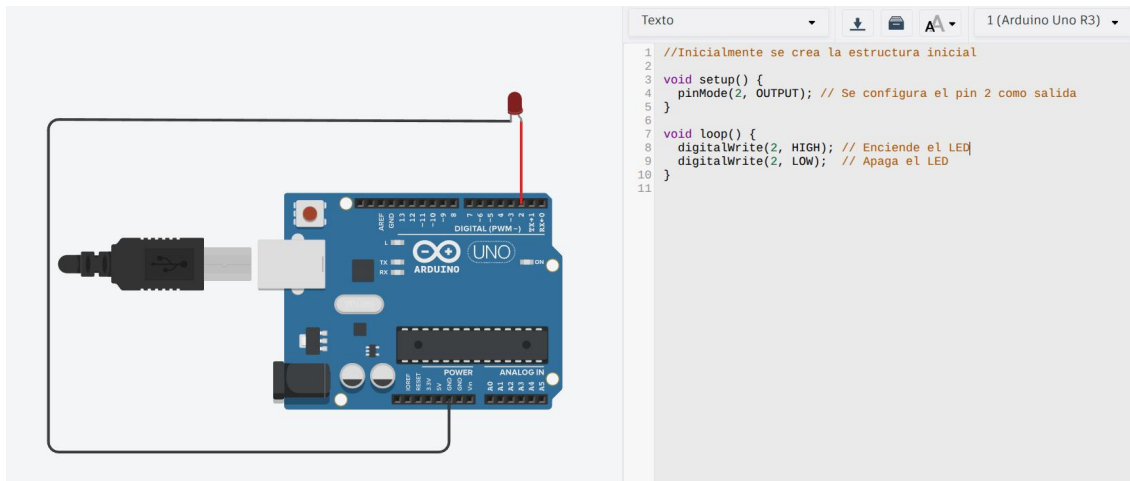 Texto
1 (Arduino Uno R3)
1 //Inicialmente se crea la estructura inicial
2
3 void setup() {
4 pinMode(2, OUTPUT); // Se configura el pin 2 como salida
5 }
6
7 void loop() {
8 digitalWrite(2, HIGH); // Enciende el LED
9 digitalWrite(2, LOW); // Apaga el LED
10 }
11
AREF
GND
13
12
~11
~10
~9
8
7
~6
~5
4
~3
2
TX→1
RX←0
DIGITAL (PWM ~)
L
TX
RX
UNO
ARDUINO
ON
POWER
ANALOG IN
IOREF
RESET
3.3V
5V
GND
GND
Vin
A0
A1
A2
A3
A4
A5